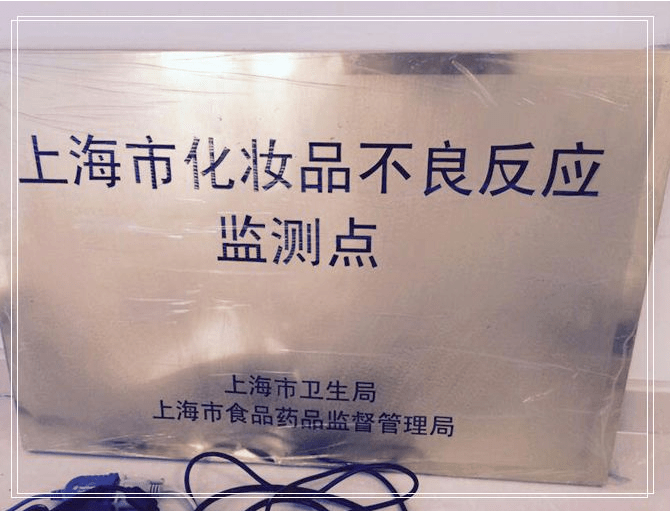 上海市化妆品不良反应
监测点
上海市卫生局
上海市食品药品监督管理局